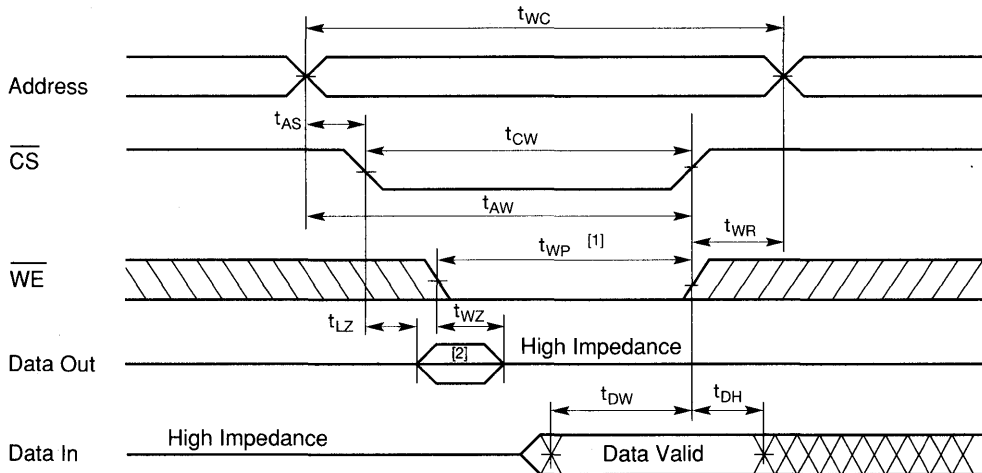 tWC
Address
tAS
tCW
CS
tAW
tWR
tWP [1]
WE
tLZ
tWZ
[2]
High Impedance
Data Out
tDW
tDH
High Impedance
Data In
Data Valid